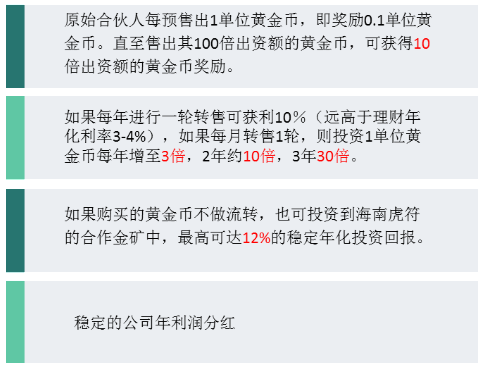 原始合伙人每预售出1单位黄金币，即奖励0.1单位黄
金币。直至售出其100倍出资额的黄金币，可获得10
倍出资额的黄金币奖励。
如果每年进行一轮转售可获利10%（远高于理财年
化利率3-4%），如果每月转售1轮，则投资1单位黄
金币每年增至3倍，2年约10倍，3年30倍。
如果购买的黄金币不做流转，也可投资到海南虎符
的合作金矿中，最高可达12%的稳定年化投资回报。
稳定的公司年利润分红